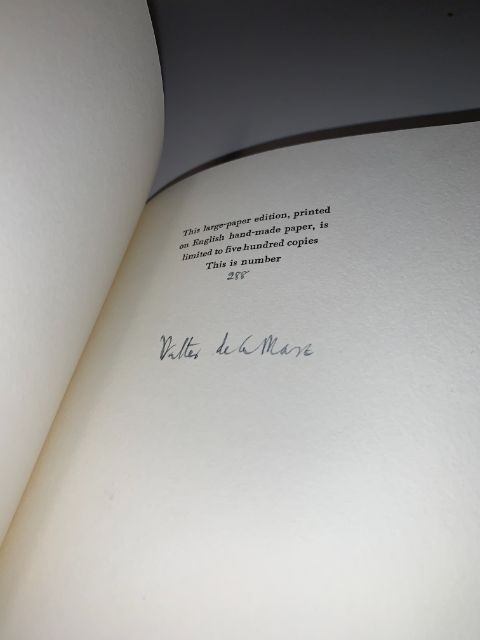 This large-paper edition, printed
on English hand-made paper, is
limited to five hundred copies
This is number
288
Walter de la Mare